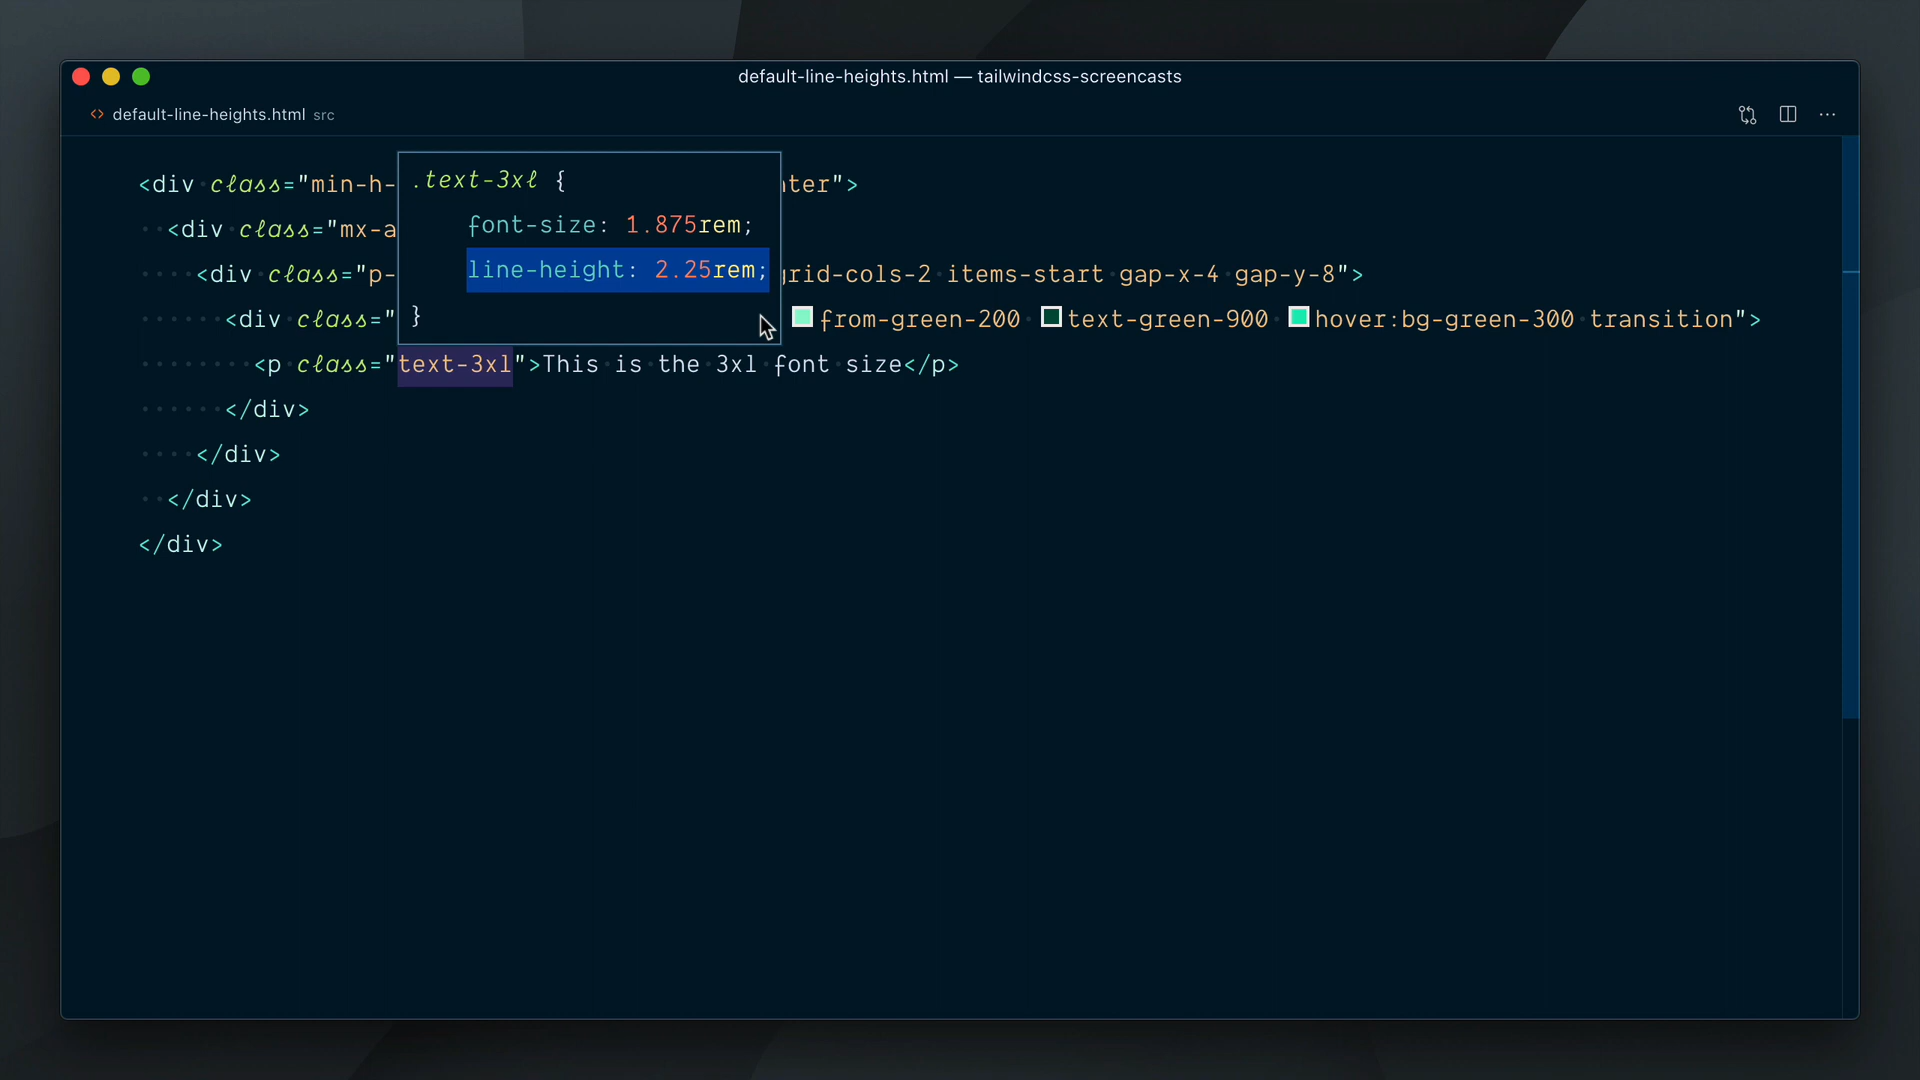 default-line-heights.html — tailwindcss-screencasts
<> default-line-heights.html src
<div class="min-h-
nter">
<div class="mx-a
<div class="p-
grid-cols-2 items-start gap-x-4 gap-y-8">
<div class="
from-green-200 text-green-900 hover:bg-green-300 transition">
.text-3xl {
font-size: 1.875rem;
line-height: 2.25rem;
}
<p class="text-3xl">This is the 3xl font size</p>
</div>
</div>
</div>
</div>